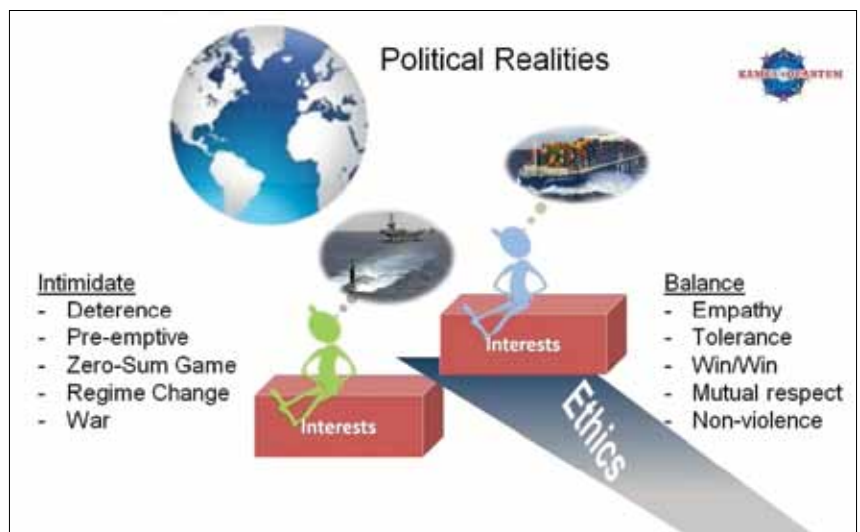 Political Realities
Intimidate
- Deterence
- Pre-emptive
- Zero-Sum Game
- Regime Change
- War
Interests
Interests
Ethics
Balance
- Empathy
- Tolerance
- Win/Win
- Mutual respect
- Non-violence